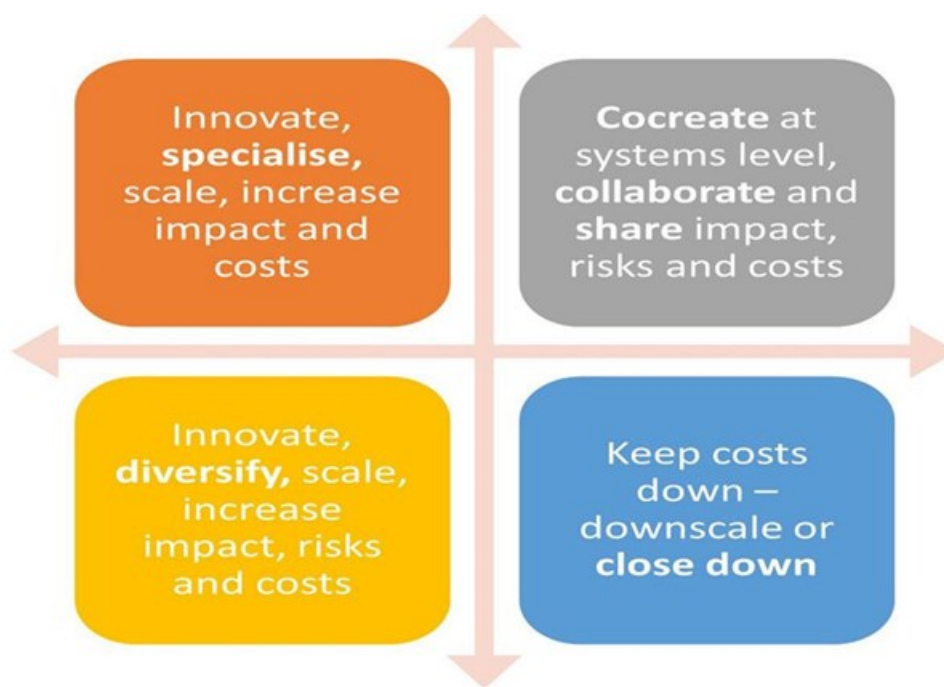 Innovate,
specialise,
scale, increase
impact and
costs
Cocreate at
systems level,
collaborate and
share impact,
risks and costs
Innovate,
diversify, scale,
increase
impact, risks
and costs
Keep costs
down –
downscale or
close down